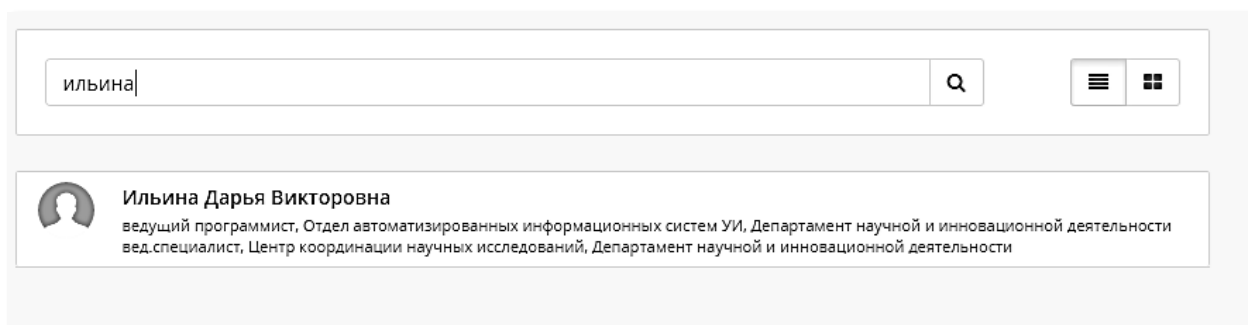 ильина
Ильина Дарья Викторовна
ведущий программист, Отдел автоматизированных информационных систем УИ, Департамент научной и инновационной деятельности
вед.специалист, Центр координации научных исследований, Департамент научной и инновационной деятельности